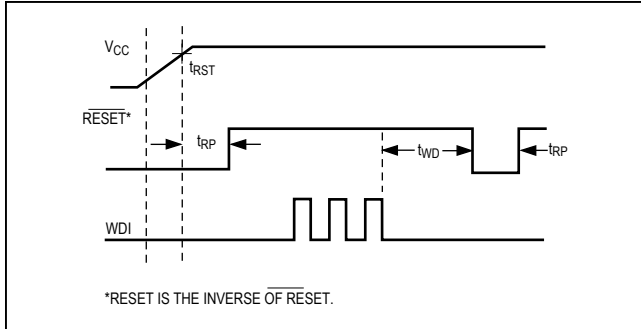 VCC
tRST
RESET*
tRP
tWD
tRP
WDI
*RESET IS THE INVERSE OF RESET.